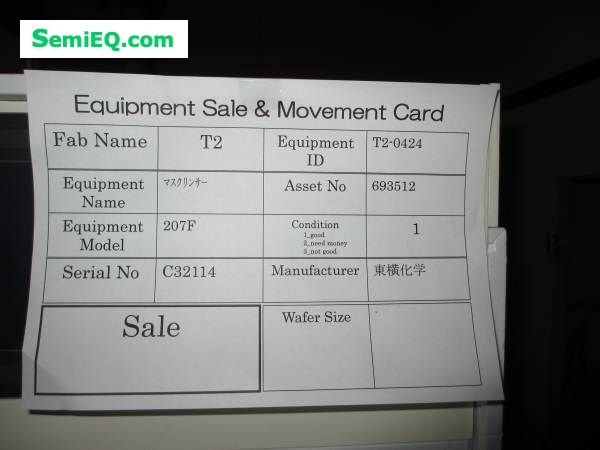 SemiEQ.com
Equipment Sale & Movement Card
Fab Name T2 Equipment ID T2-0424
Equipment Name マスクリンサー Asset No 693512
Equipment Model 207F Condition 1_good 2_need money 3_not good 1
Serial No C32114 Manufacturer 東横化学
Sale Wafer Size